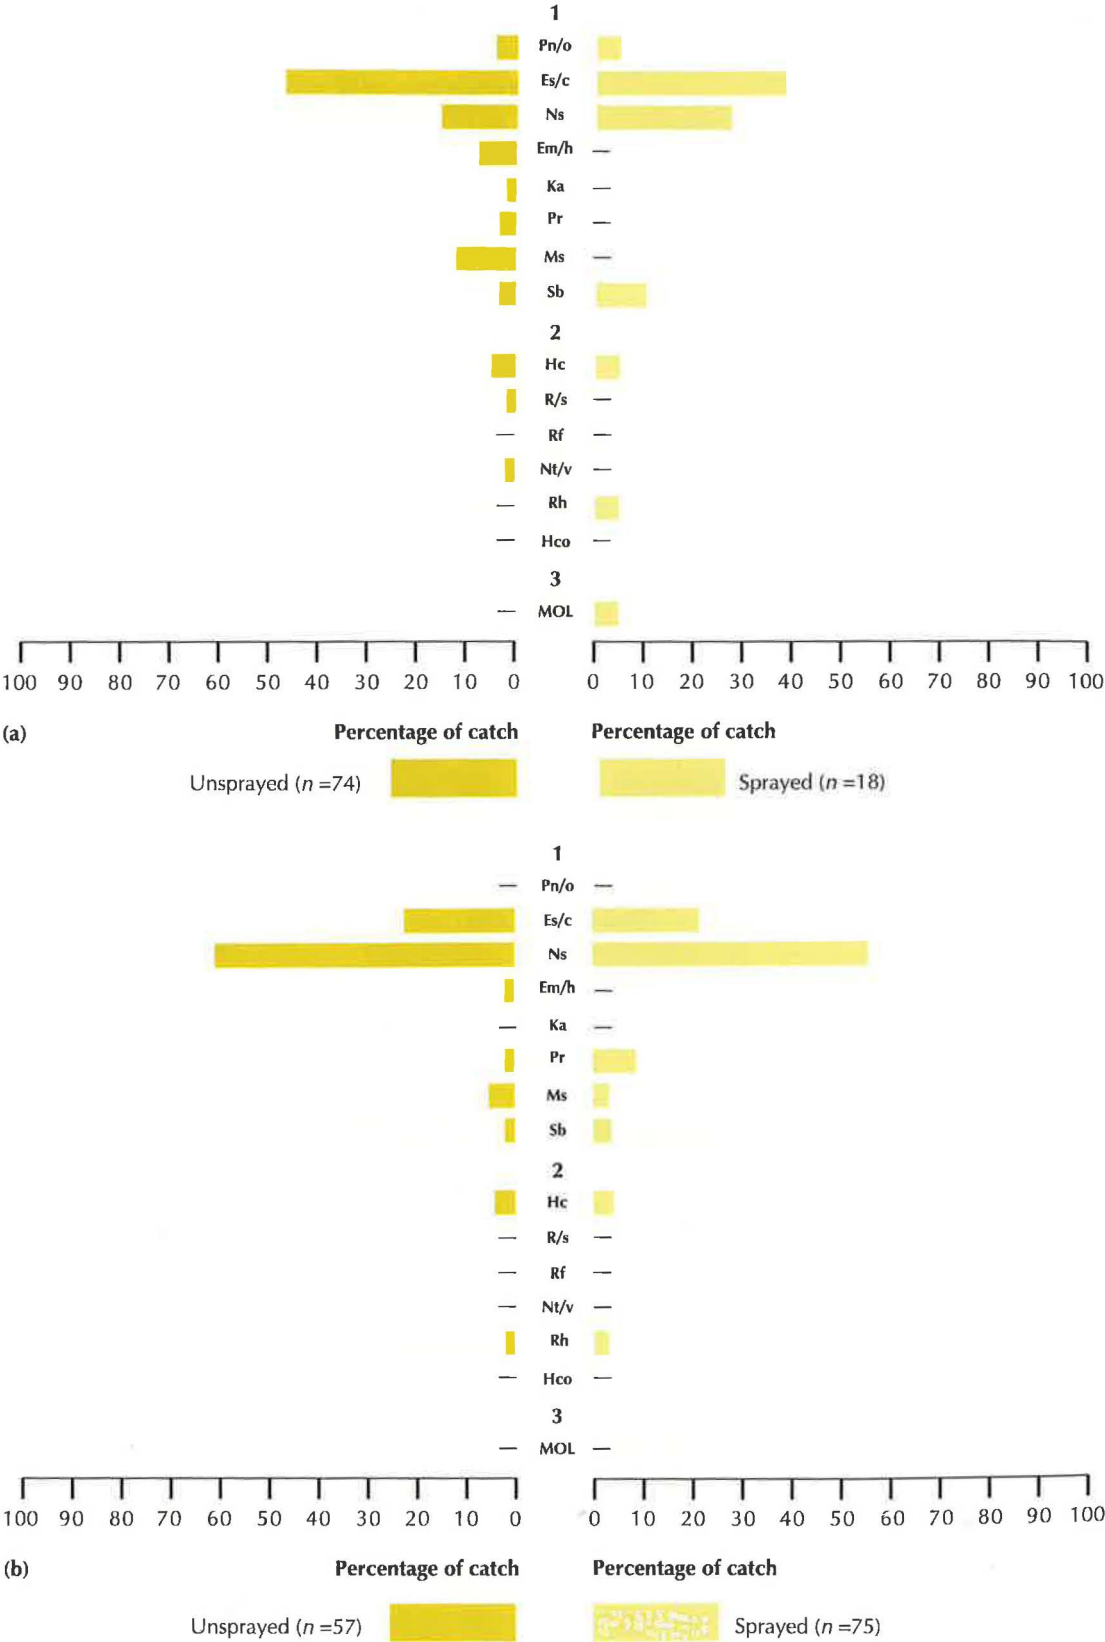 1
Pn/o
Es/c
Ns
Em/h
Ka
Pr
Ms
Sb
2
Hc
R/s
Rf
Nt/v
Rh
Hco
3
MOL
100 90 80 70 60 50 40 30 20 10 0 0 10 20 30 40 50 60 70 80 90 100
(a) Percentage of catch Percentage of catch
Unsprayed (n =74) Sprayed (n =18)
1
Pn/o
Es/c
Ns
Em/h
Ka
Pr
Ms
Sb
2
Hc
R/s
Rf
Nt/v
Rh
Hco
3
MOL
100 90 80 70 60 50 40 30 20 10 0 0 10 20 30 40 50 60 70 80 90 100
(b) Percentage of catch Percentage of catch
Unsprayed (n =57) Sprayed (n =75)